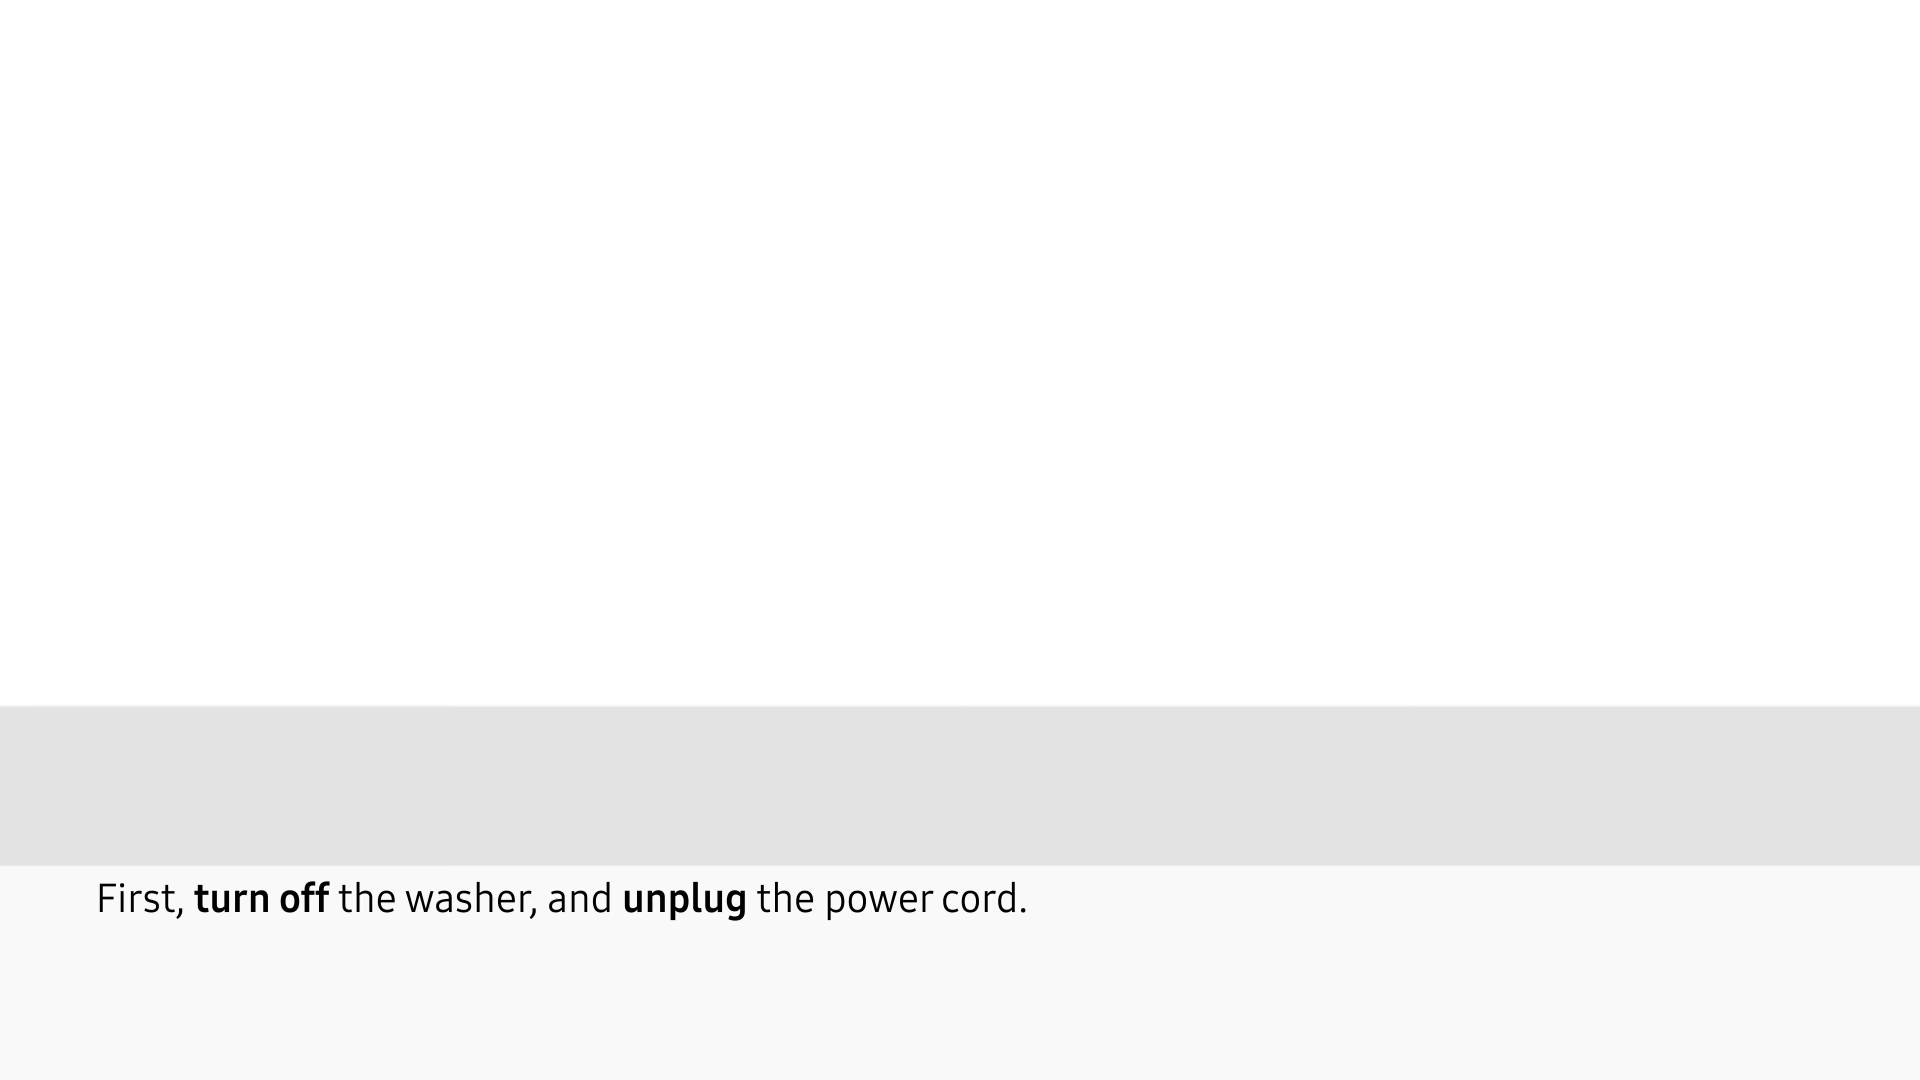 First, turn off the washer, and unplug the power cord.